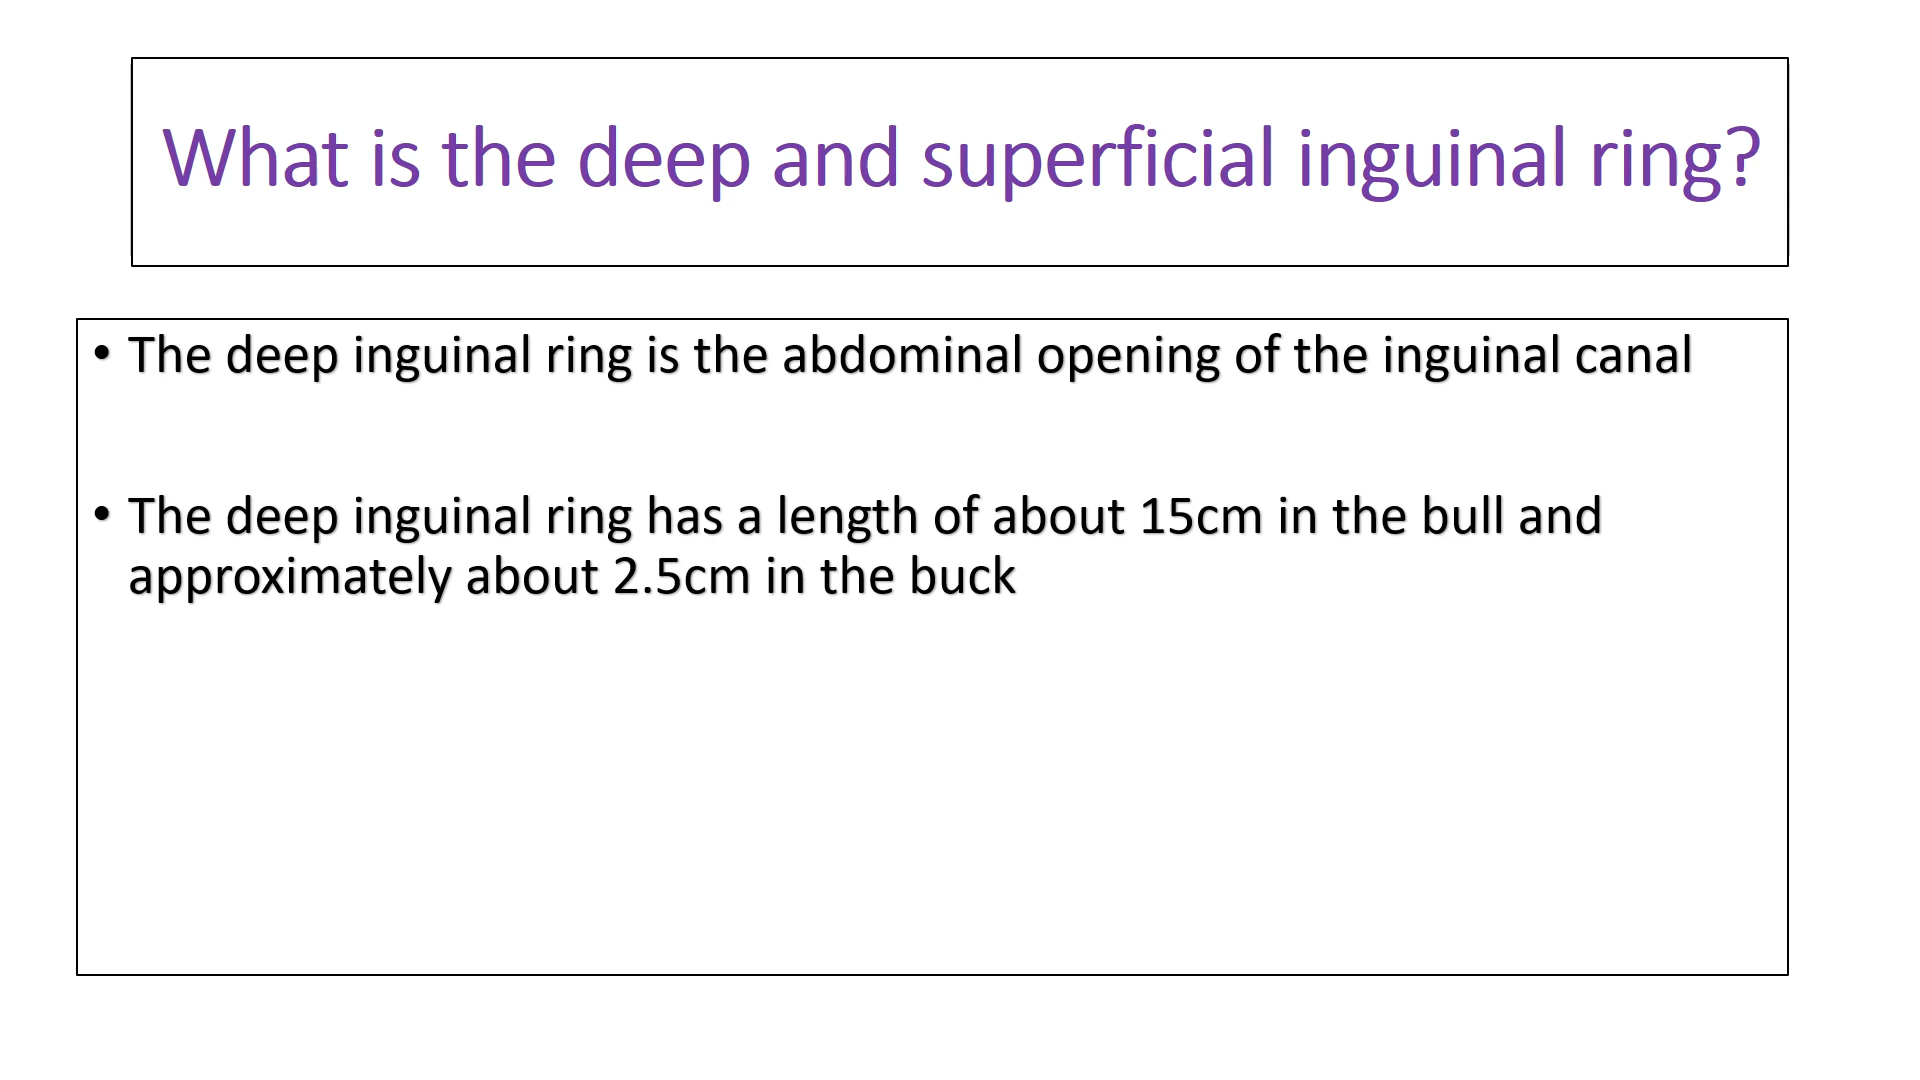 What is the deep and superficial inguinal ring?
• The deep inguinal ring is the abdominal opening of the inguinal canal
• The deep inguinal ring has a length of about 15cm in the bull and
approximately about 2.5cm in the buck